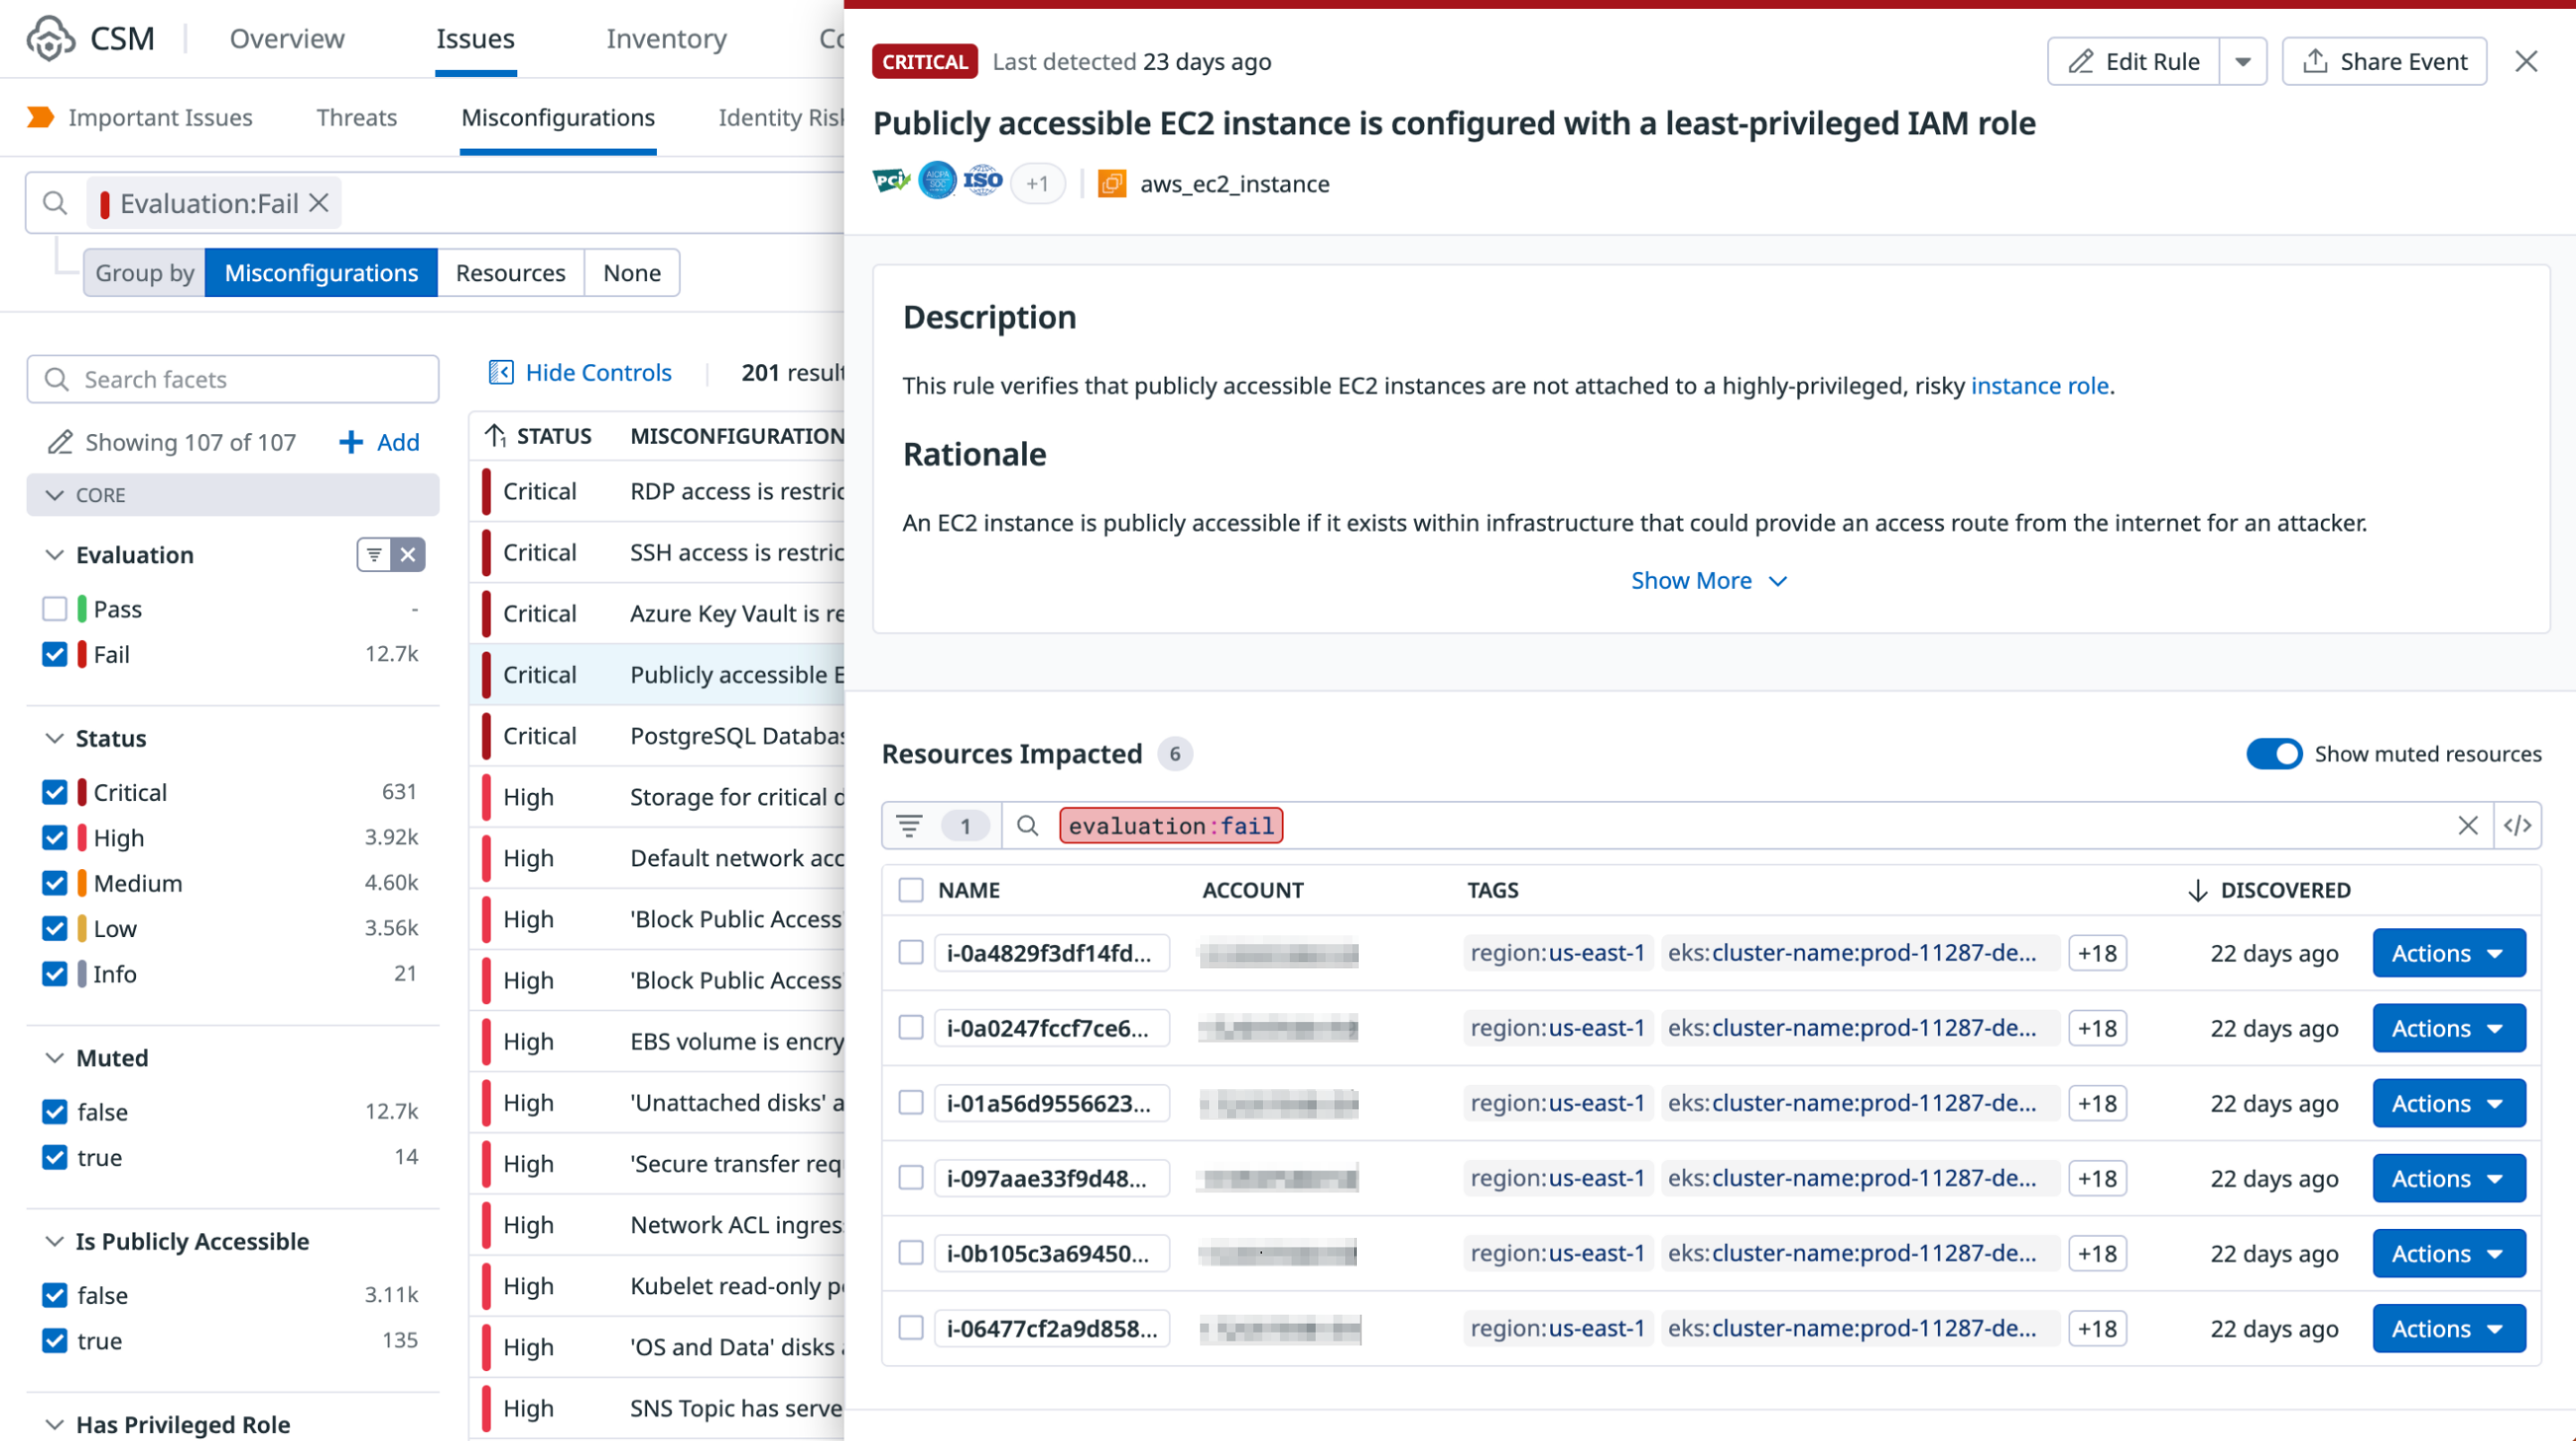 CSM
Overview
Issues
Inventory
CRITICAL Last detected 23 days ago
Edit Rule
Share Event
Important Issues
Threats
Misconfigurations
Identity Ris
Publicly accessible EC2 instance is configured with a least-privileged IAM role
PCI AICPA SOC ISO +1 aws_ec2_instance
Evaluation:Fail
Group by Misconfigurations Resources None
Search facets
Showing 107 of 107 Add
CORE
Evaluation
Pass -
Fail 12.7k
Status
Critical 631
High 3.92k
Medium 4.60k
Low 3.56k
Info 21
Muted
false 12.7k
true 14
Is Publicly Accessible
false 3.11k
true 135
Has Privileged Role
Hide Controls 201 result
1 STATUS MISCONFIGURATION
Critical RDP access is restric
Critical SSH access is restric
Critical Azure Key Vault is re
Critical Publicly accessible E
Critical PostgreSQL Databas
High Storage for critical d
High Default network acc
High 'Block Public Access'
High 'Block Public Access'
High EBS volume is encry
High 'Unattached disks' a
High 'Secure transfer req
High Network ACL ingres
High Kubelet read-only p
High 'OS and Data' disks
High SNS Topic has serve
Description
This rule verifies that publicly accessible EC2 instances are not attached to a highly-privileged, risky instance role.
Rationale
An EC2 instance is publicly accessible if it exists within infrastructure that could provide an access route from the internet for an attacker.
Show More
Resources Impacted 6
Show muted resources
1 evaluation:fail </>
NAME ACCOUNT TAGS DISCOVERED
i-0a4829f3df14fd... region:us-east-1 eks:cluster-name:prod-11287-de... +18 22 days ago Actions
i-0a0247fccf7ce6... region:us-east-1 eks:cluster-name:prod-11287-de... +18 22 days ago Actions
i-01a56d9556623... region:us-east-1 eks:cluster-name:prod-11287-de... +18 22 days ago Actions
i-097aae33f9d48... region:us-east-1 eks:cluster-name:prod-11287-de... +18 22 days ago Actions
i-0b105c3a69450... region:us-east-1 eks:cluster-name:prod-11287-de... +18 22 days ago Actions
i-06477cf2a9d858... region:us-east-1 eks:cluster-name:prod-11287-de... +18 22 days ago Actions